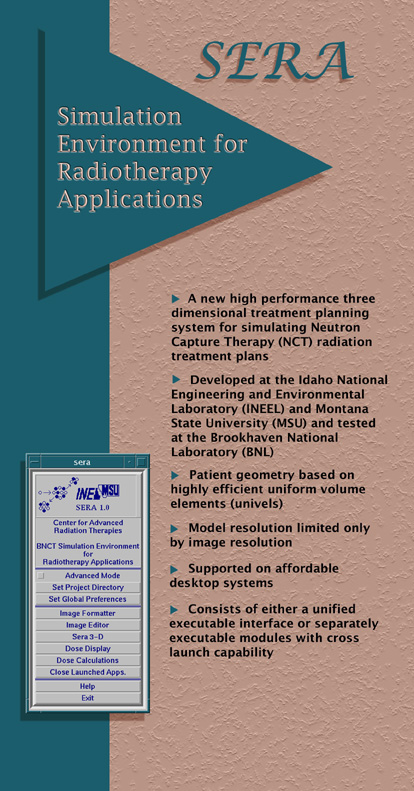 SERA
Simulation
Environment for
Radiotherapy
Applications
A new high performance three
dimensional treatment planning
system for simulating Neutron
Capture Therapy (NCT) radiation
treatment plans
Developed at the Idaho National
Engineering and Environmental
Laboratory (INEEL) and Montana
State University (MSU) and tested
at the Brookhaven National
Laboratory (BNL)
Patient geometry based on
highly efficient uniform volume
elements (univels)
Model resolution limited only
by image resolution
Supported on affordable
desktop systems
Consists of either a unified
executable interface or separately
executable modules with cross
launch capability
sera
INEEL MSU
SERA 1.0
Center for Advanced
Radiation Therapies
BNCT Simulation Environment
for
Radiotherapy Applications
Advanced Mode
Set Project Directory
Set Global Preferences
Image Formatter
Image Editor
Sera 3-D
Dose Display
Dose Calculations
Close Launched Apps.
Help
Exit